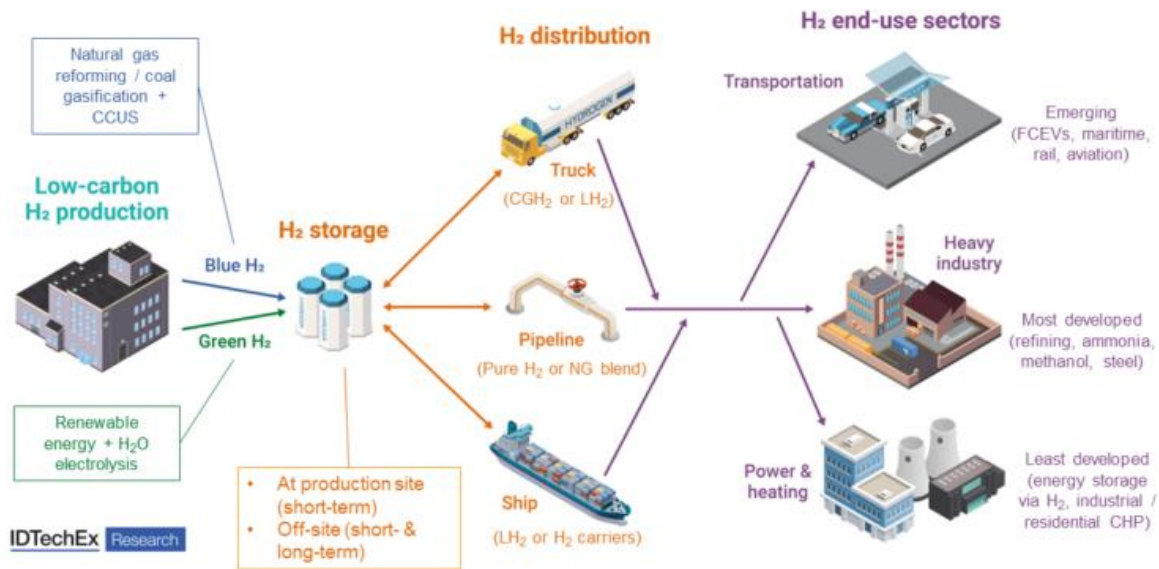 H₂ distribution
H₂ end-use sectors
Natural gas
reforming / coal
gasification +
CCUS
HYDROGEN
Transportation
Emerging
(FCEVs, maritime,
rail, aviation)
Truck
(CGH₂ or LH₂)
Low-carbon
H₂ production
H₂ storage
Blue H₂
Green H₂
Heavy
industry
Pipeline
(Pure H₂ or NG blend)
Most developed
(refining, ammonia,
methanol, steel)
Renewable
energy + H₂O
electrolysis
• At production site
(short-term)
• Off-site (short- &
long-term)
Ship
(LH₂ or H₂ carriers)
Power &
heating
Least developed
(energy storage
via H₂, industrial /
residential CHP)
IDTechEx Research